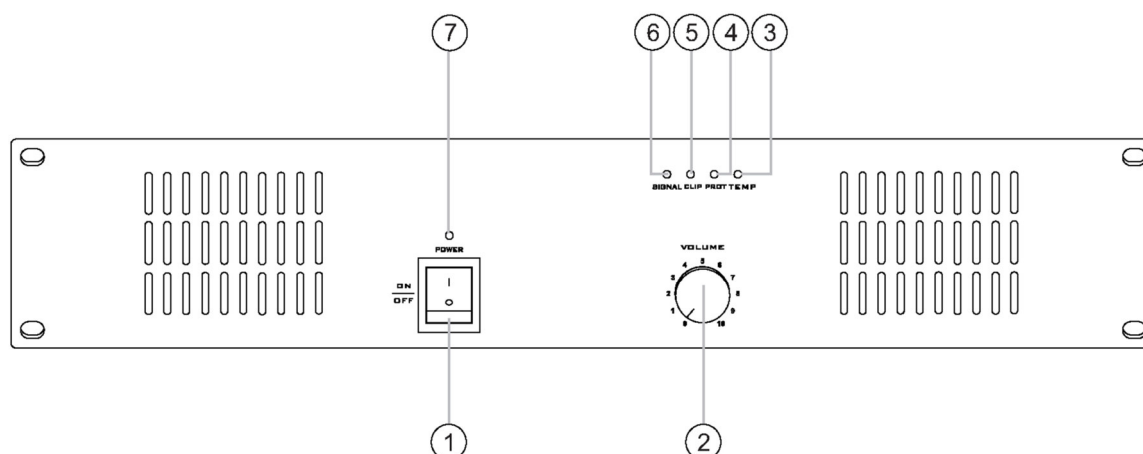 7 6 5 4 3
SIGNAL CLIP PROT TEMP
POWER
VOLUME
ON
OFF
I
O
0 1 2 3 4 5 6 7 8 9 10
1 2